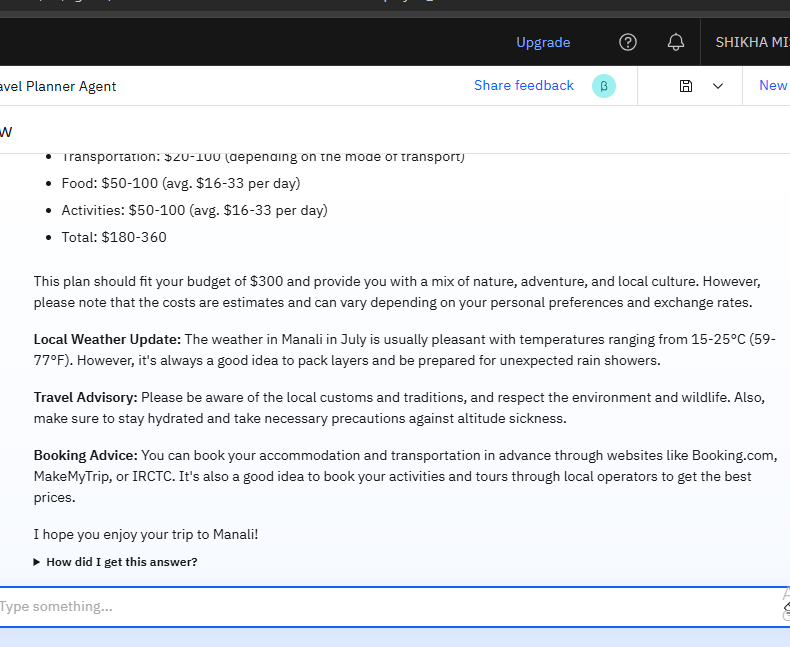 Upgrade
SHIKHA MI
avel Planner Agent
Share feedback
β
New
w
Transportation: $20-100 (depending on the mode of transport)
Food: $50-100 (avg. $16-33 per day)
Activities: $50-100 (avg. $16-33 per day)
Total: $180-360
This plan should fit your budget of $300 and provide you with a mix of nature, adventure, and local culture. However,
please note that the costs are estimates and can vary depending on your personal preferences and exchange rates.
Local Weather Update: The weather in Manali in July is usually pleasant with temperatures ranging from 15-25°C (59-
77°F). However, it's always a good idea to pack layers and be prepared for unexpected rain showers.
Travel Advisory: Please be aware of the local customs and traditions, and respect the environment and wildlife. Also,
make sure to stay hydrated and take necessary precautions against altitude sickness.
Booking Advice: You can book your accommodation and transportation in advance through websites like Booking.com,
MakeMyTrip, or IRCTC. It's also a good idea to book your activities and tours through local operators to get the best
prices.
I hope you enjoy your trip to Manali!
How did I get this answer?
Type something...